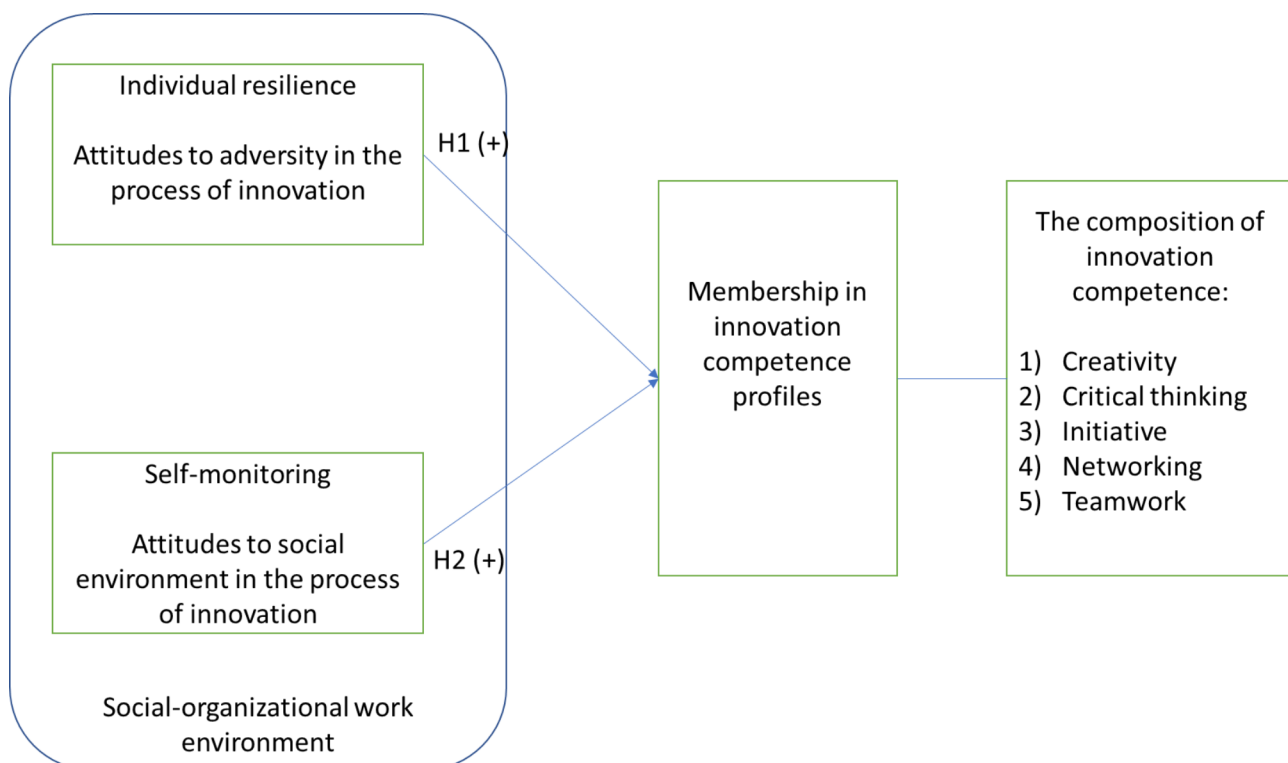 Individual resilience
Attitudes to adversity in the
process of innovation
H1 (+)
Self-monitoring
Attitudes to social
environment in the process
of innovation
H2 (+)
Social-organizational work
environment
Membership in
innovation
competence
profiles
The composition of
innovation
competence:
1) Creativity
2) Critical thinking
3) Initiative
4) Networking
5) Teamwork